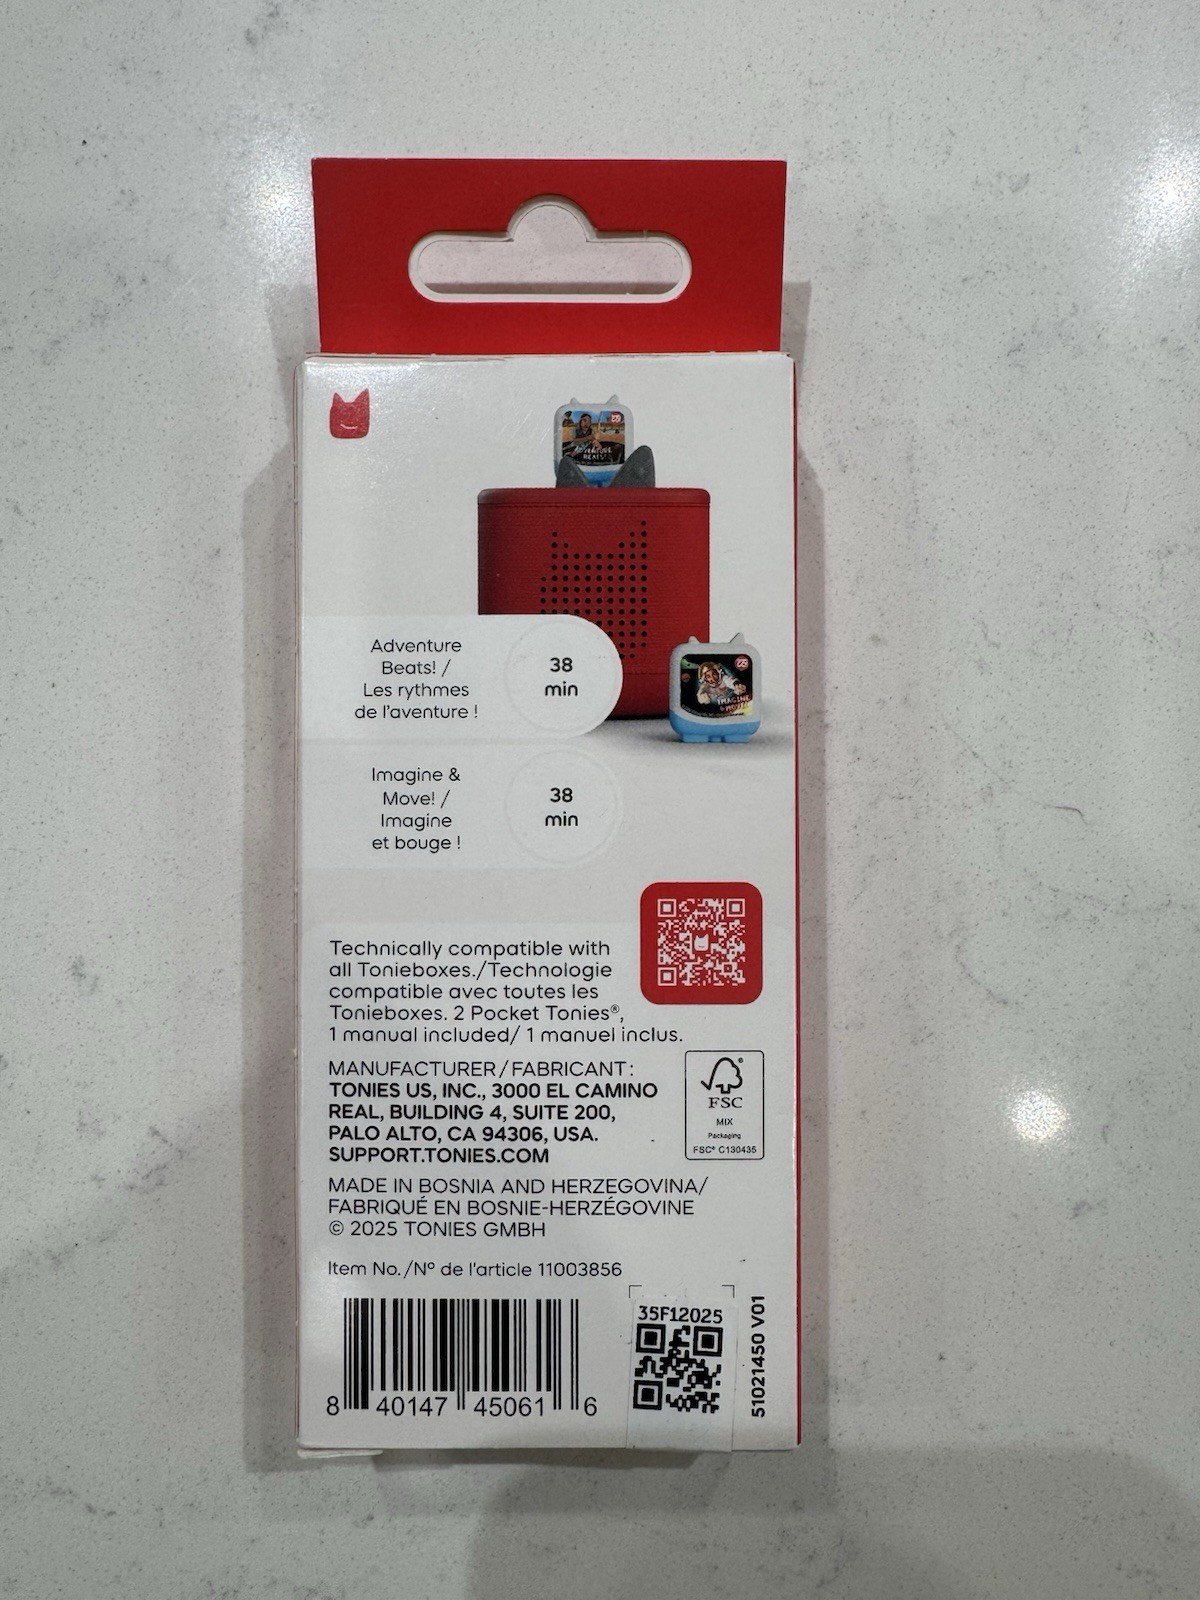 ADVENTURE
BEATS!
Adventure
Beats! /
Les rythmes
de l'aventure !
38
min
IMAGINE
& MOVE!
Imagine &
Move! /
Imagine
et bouge !
38
min
Technically compatible with
all Tonieboxes./Technologie
compatible avec toutes les
Tonieboxes. 2 Pocket Tonies®,
1 manual included/ 1 manuel inclus.
MANUFACTURER/FABRICANT:
TONIES US, INC., 3000 EL CAMINO
REAL, BUILDING 4, SUITE 200,
PALO ALTO, CA 94306, USA.
SUPPORT.TONIES.COM
FSC
MIX
Packaging
FSC® C130435
MADE IN BOSNIA AND HERZEGOVINA/
FABRIQUÉ EN BOSNIE-HERZÉGOVINE
© 2025 TONIES GMBH
Item No./Nº de l'article 11003856
8 40147 45061 6
35F12025
51021450 V01